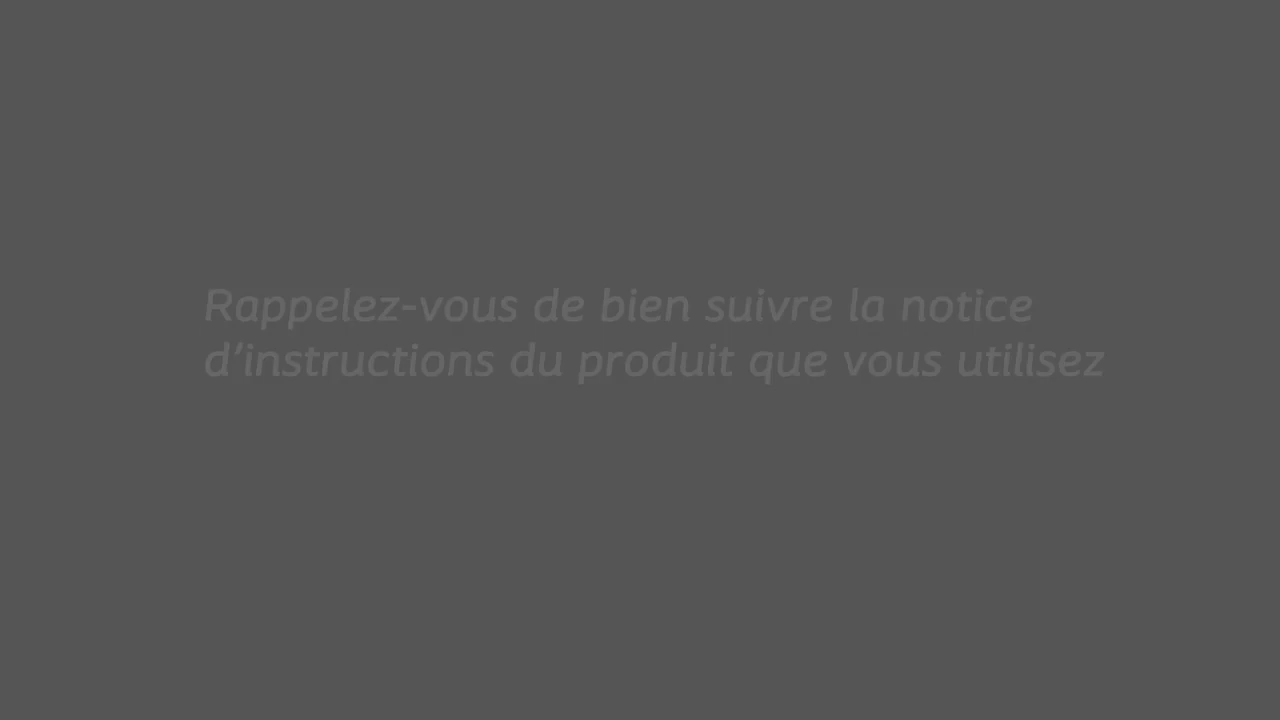 Rappelez-vous de bien suivre la notice
d’instructions du produit que vous utilisez